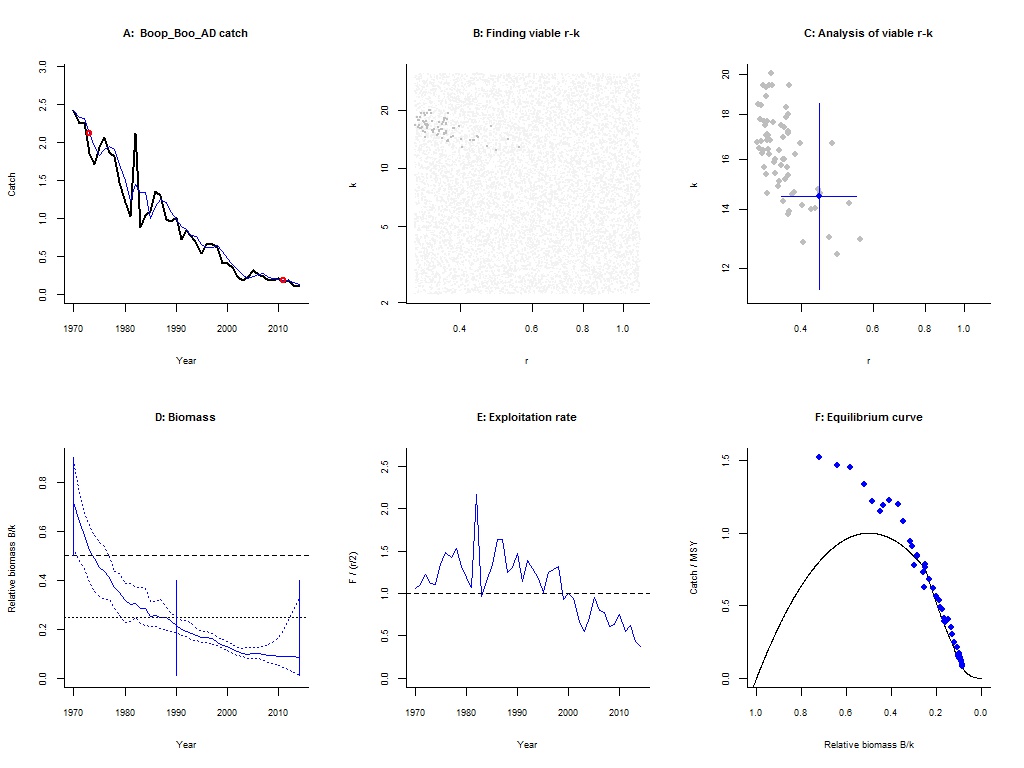 A: Boop_Boo_AD catch
B: Finding viable r-k
C: Analysis of viable r-k
Catch
3.0
2.5
2.0
1.5
1.0
0.5
0.0
1970 1980 1990 2000 2010
Year
k
20
10
5
2
0.4 0.6 0.8 1.0
r
k
20
18
16
14
12
0.4 0.6 0.8 1.0
r
D: Biomass
E: Exploitation rate
F: Equilibrium curve
Relative biomass B/k
0.8
0.6
0.4
0.2
0.0
1970 1980 1990 2000 2010
Year
F / (r/2)
2.5
2.0
1.5
1.0
0.5
0.0
1970 1980 1990 2000 2010
Year
Catch / MSY
1.5
1.0
0.5
0.0
1.0 0.8 0.6 0.4 0.2 0.0
Relative biomass B/k